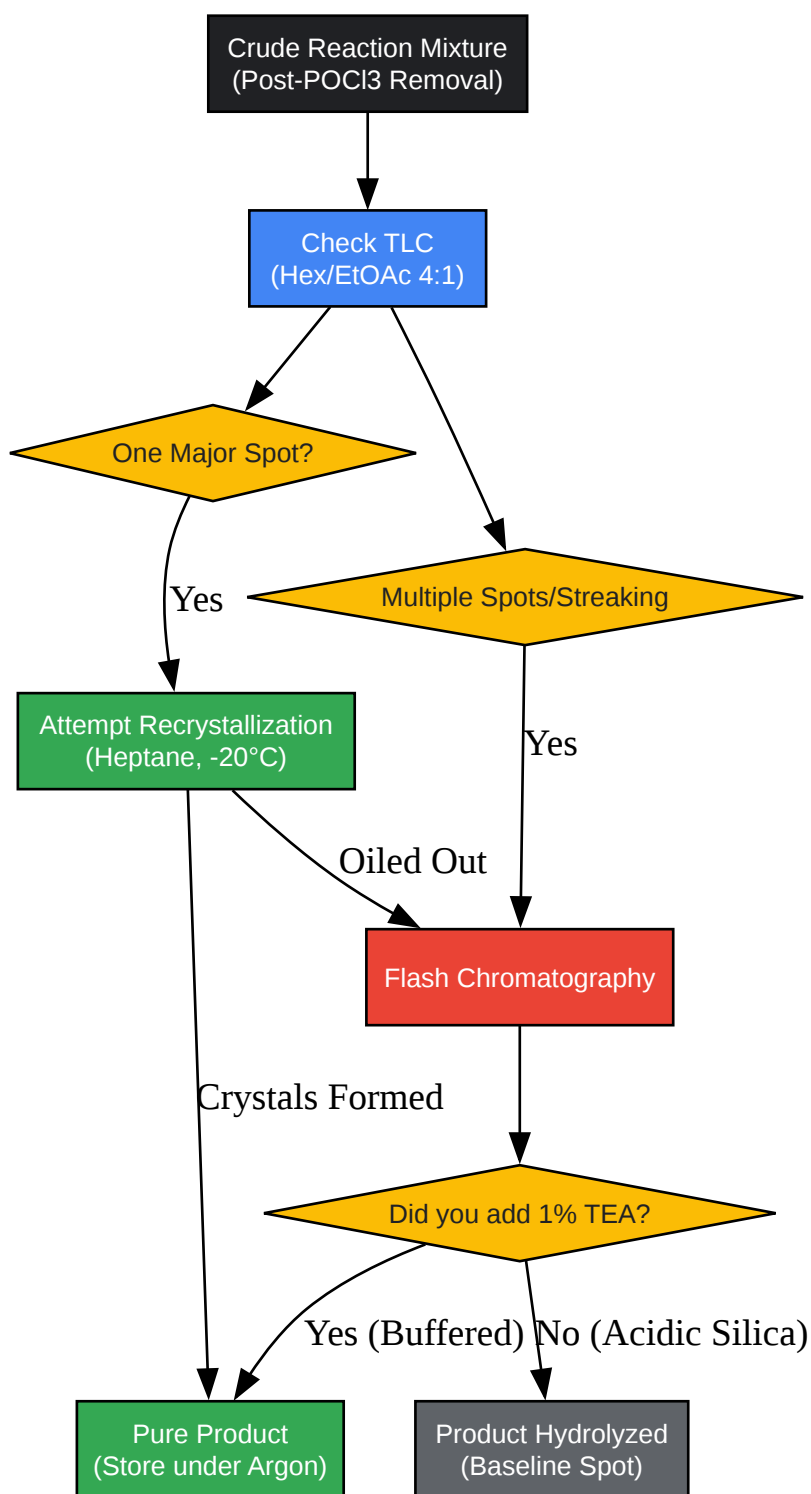 Crude Reaction Mixture
(Post-POCl3 Removal)
Check TLC
(Hex/EtOAc 4:1)
One Major Spot?
Multiple Spots/Streaking
Yes
Attempt Recrystallization
(Heptane, -20°C)
Yes
Oiled Out
Flash Chromatography
Crystals Formed
Did you add 1% TEA?
Yes (Buffered)
No (Acidic Silica)
Pure Product
(Store under Argon)
Product Hydrolyzed
(Baseline Spot)